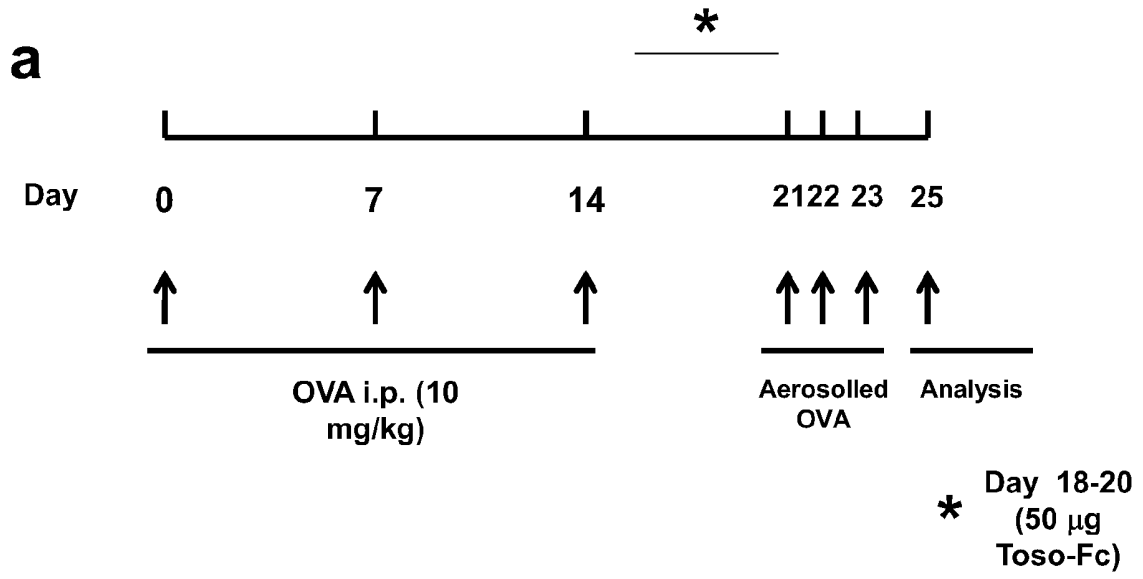 *
a
Day 0 7 14 21 22 23 25
OVA i.p. (10
mg/kg)
Aerosolled
OVA
Analysis
* Day 18-20
(50 μg
Toso-Fc)